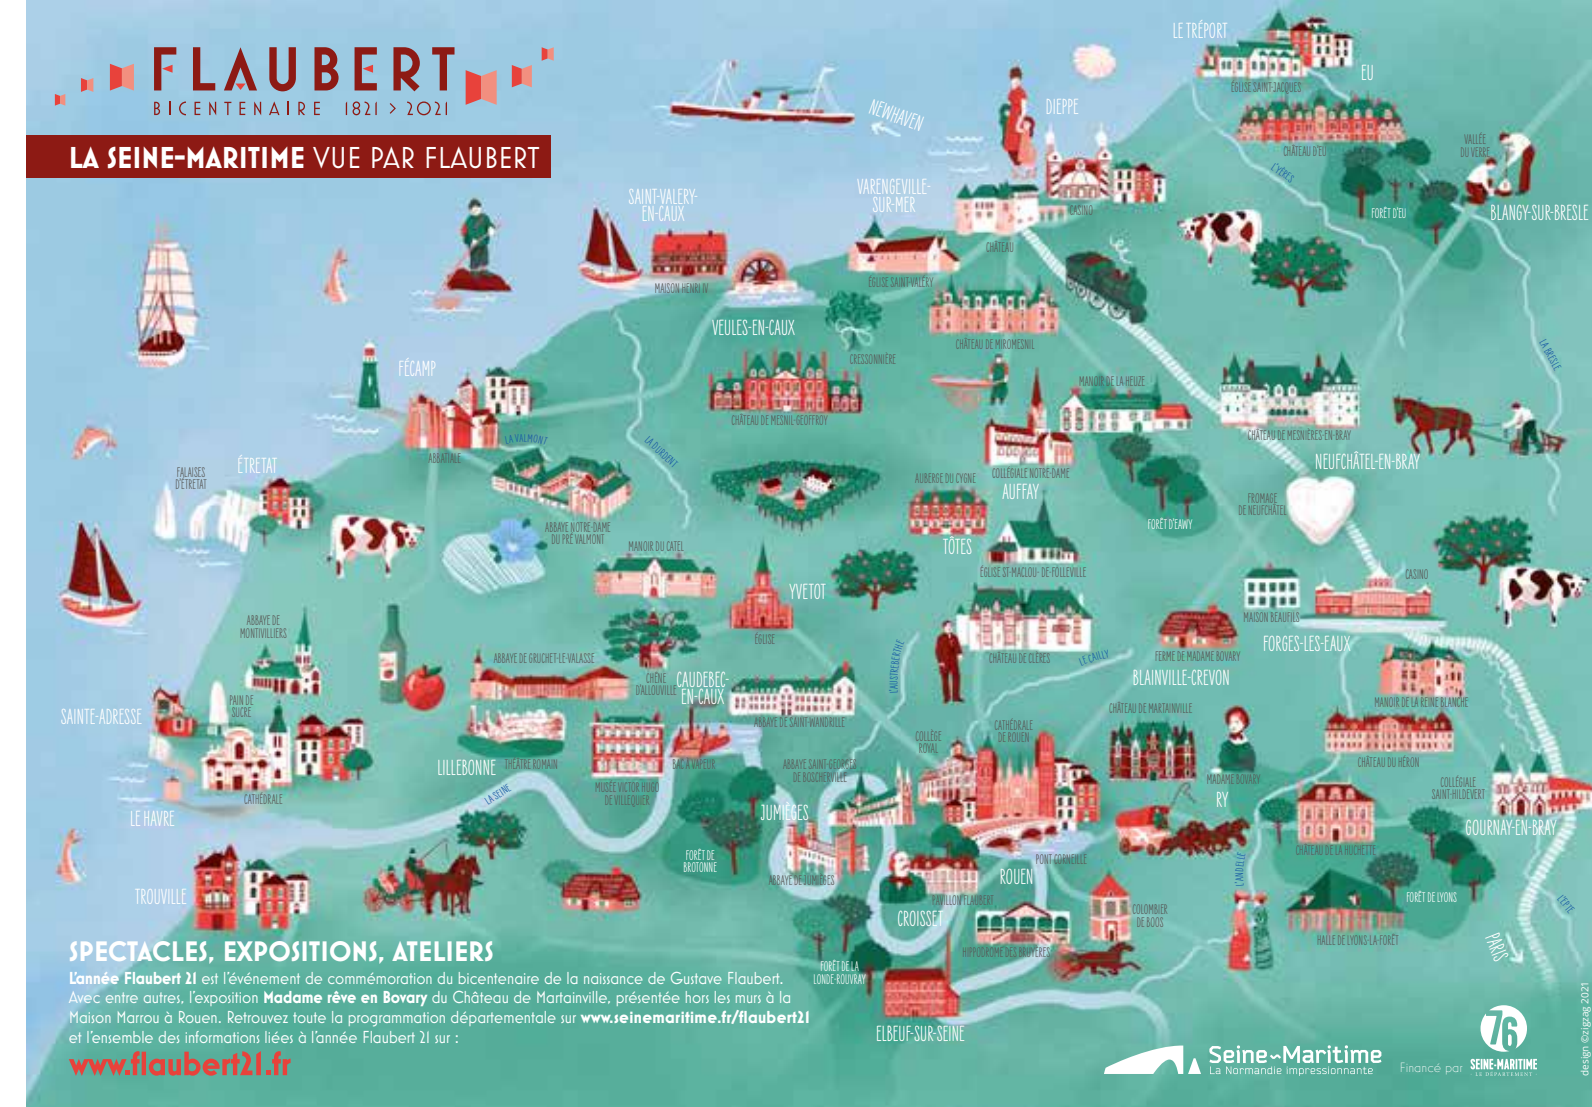 FLAUBERT
BICENTENAIRE 1821 > 2021
LA SEINE-MARITIME VUE PAR FLAUBERT
LE TRÉPORT
EU
ÉGLISE SAINT-JACQUES
CHÂTEAU D'EU
NEWHAVEN
DIEPPE
CASINO
CHÂTEAU
VALLÉE
DU VERRE
L'YÈRES
FORÊT D'EU
BLANGY-SUR-BRESLE
SAINT-VALERY-
EN-CAUX
MAISON HENRI IV
VARENGEVILLE-
SUR-MER
ÉGLISE SAINT-VALÉRY
VEULES-EN-CAUX
CRESSONNIÈRE
CHÂTEAU DE MIROMESNIL
LA BRESLE
FÉCAMP
ABBATIALE
LA VALMONT
LA DURDENT
CHÂTEAU DE MESNIL-GEOFFROY
MANOIR DE LA HEUZE
CHÂTEAU DE MESNIÈRES-EN-BRAY
NEUFCHÂTEL-EN-BRAY
ÉTRETAT
FALAISES
D'ÉTRETAT
ABBAYE NOTRE-DAME
DU PRÉ VALMONT
AUBERGE DU CYGNE
COLLÉGIALE NOTRE-DAME
AUFFAY
FORÊT D'EAWY
FROMAGE
DE NEUFCHÂTEL
MANOIR DU CATEL
TÔTES
ÉGLISE ST-MACLOU- DE-FOLLEVILLE
YVETOT
ÉGLISE
CASINO
MAISON BEAUFILS
FORGES-LES-EAUX
ABBAYE DE
MONTIVILLIERS
ABBAYE DE GRUCHET-LE-VALASSE
CHÊNE
D'ALLOUVILLE
CAUDEBEC-
EN-CAUX
L'AUSTREBERTHE
CHÂTEAU DE CLÈRES
LE CAILLY
FERME DE MADAME BOVARY
BLAINVILLE-CREVON
SAINTE-ADRESSE
PAIN DE
SUCRE
CATHÉDRALE
LE HAVRE
LILLEBONNE
THÉÂTRE ROMAIN
LA SEINE
MUSÉE VICTOR HUGO
DE VILLEQUIER
BAC À VAPEUR
ABBAYE DE SAINT-WANDRILLE
ABBAYE SAINT-GEORGES
DE BOSCHERVILLE
COLLÈGE
ROYAL
CATHÉDRALE
DE ROUEN
CHÂTEAU DE MARTAINVILLE
MADAME BOVARY
RY
MANOIR DE LA REINE BLANCHE
CHÂTEAU DU HÉRON
COLLÉGIALE
SAINT-HILDEVERT
GOURNAY-EN-BRAY
JUMIÈGES
ABBAYE DE JUMIÈGES
FORÊT DE
BROTONNE
PONT CORNEILLE
ROUEN
PAVILLON FLAUBERT
CROISSET
HIPPODROME DES BRUYÈRES
COLOMBIER
DE BOOS
L'ANDELLE
CHÂTEAU DE LA HUCHETTE
FORÊT DE LYONS
HALLE DE LYONS-LA-FORÊT
L'EPTE
PARIS
TROUVILLE
FORÊT DE LA
LONDE-ROUVRAY
ELBEUF-SUR-SEINE
SPECTACLES, EXPOSITIONS, ATELIERS
L'année Flaubert 21 est l'événement de commémoration du bicentenaire de la naissance de Gustave Flaubert.
Avec entre autres, l'exposition Madame rêve en Bovary du Château de Martainville, présentée hors les murs à la
Maison Marrou à Rouen. Retrouvez toute la programmation départementale sur www.seinemaritime.fr/flaubert21
et l'ensemble des informations liées à l'année Flaubert 21 sur :
www.flaubert21.fr
Seine~Maritime
La Normandie impressionnante
Financé par
76
SEINE-MARITIME
LE DÉPARTEMENT
design ©zigzag 2021